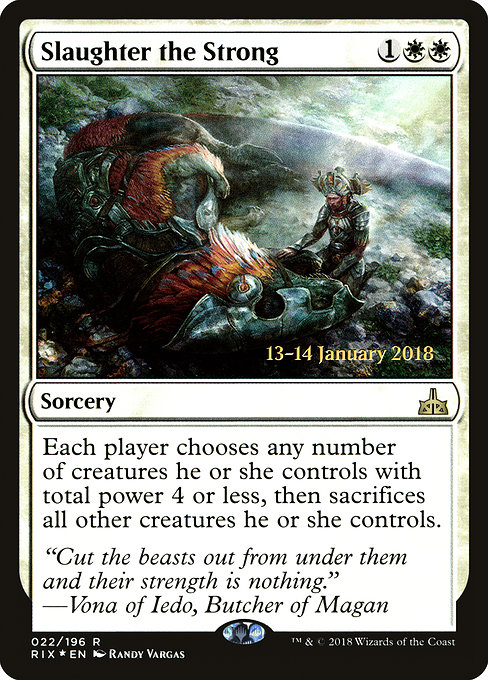 Slaughter the Strong 1
13–14 January 2018
Sorcery
Each player chooses any number
of creatures he or she controls with
total power 4 or less, then sacrifices
all other creatures he or she controls.
“Cut the beasts out from under them
and their strength is nothing.”
—Vona of Iedo, Butcher of Magan
022/196 R
RIX★EN Randy Vargas
™ & © 2018 Wizards of the Coast